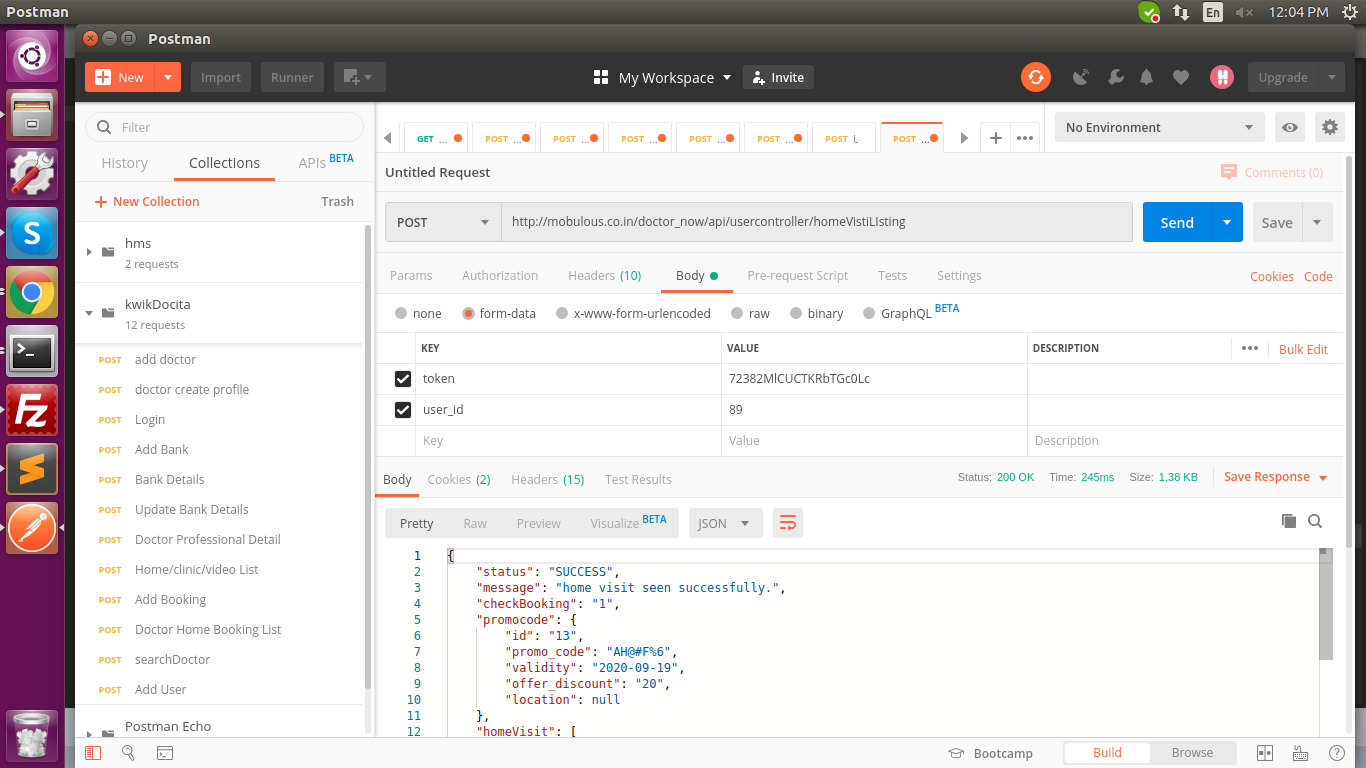 Postman
En
12:04 PM
Postman
New
Import
Runner
My Workspace
Invite
Upgrade
Filter
History
Collections
APIs BETA
New Collection
Trash
hms
2 requests
kwikDocita
12 requests
POST add doctor
POST doctor create profile
POST Login
POST Add Bank
POST Bank Details
POST Update Bank Details
POST Doctor Professional Detail
POST Home/clinic/video List
POST Add Booking
POST Doctor Home Booking List
POST searchDoctor
POST Add User
Postman Echo
GET ... POST ... POST ... POST ... POST ... POST ... POST L POST ...
No Environment
Untitled Request
Comments (0)
POST
http://mobulous.co.in/doctor_now/api/usercontroller/homeVistiLIsting
Send
Save
Params Authorization Headers (10) Body Pre-request Script Tests Settings
Cookies Code
none form-data x-www-form-urlencoded raw binary GraphQL BETA
KEY VALUE DESCRIPTION ••• Bulk Edit
token 72382MlCUCTKRbTGc0Lc
user_id 89
Key Value Description
Body Cookies (2) Headers (15) Test Results
Status: 200 OK Time: 245ms Size: 1.38 KB Save Response
Pretty Raw Preview Visualize BETA JSON
1 {
2 "status": "SUCCESS",
3 "message": "home visit seen successfully.",
4 "checkBooking": "1",
5 "promocode": {
6 "id": "13",
7 "promo_code": "AH@#F%6",
8 "validity": "2020-09-19",
9 "offer_discount": "20",
10 "location": null
11 },
12 "homeVisit": [
Bootcamp
Build
Browse